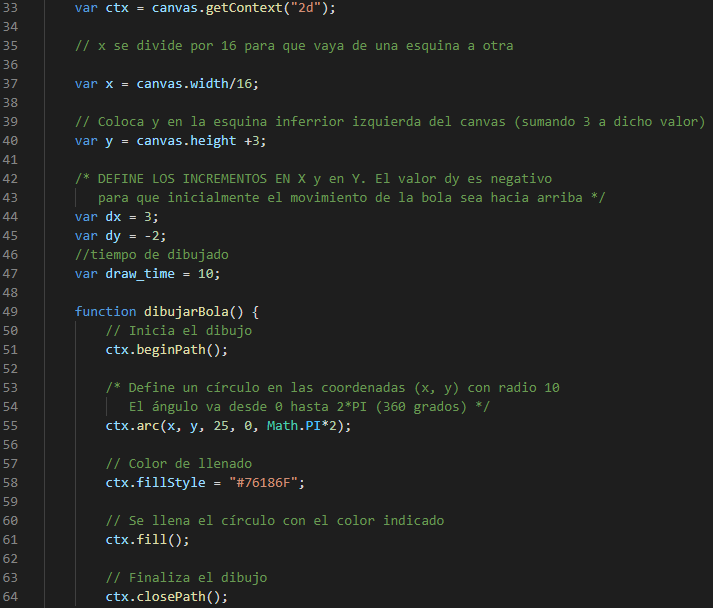 33 var ctx = canvas.getContext("2d");
34
35 // x se divide por 16 para que vaya de una esquina a otra
36
37 var x = canvas.width/16;
38
39 // Coloca y en la esquina inferrior izquierda del canvas (sumando 3 a dicho valor)
40 var y = canvas.height +3;
41
42 /* DEFINE LOS INCREMENTOS EN X y en Y. El valor dy es negativo
43 para que inicialmente el movimiento de la bola sea hacia arriba */
44 var dx = 3;
45 var dy = -2;
46 //tiempo de dibujado
47 var draw_time = 10;
48
49 function dibujarBola() {
50 // Inicia el dibujo
51 ctx.beginPath();
52
53 /* Define un círculo en las coordenadas (x, y) con radio 10
54 El ángulo va desde 0 hasta 2*PI (360 grados) */
55 ctx.arc(x, y, 25, 0, Math.PI*2);
56
57 // Color de llenado
58 ctx.fillStyle = "#76186F";
59
60 // Se llena el círculo con el color indicado
61 ctx.fill();
62
63 // Finaliza el dibujo
64 ctx.closePath();